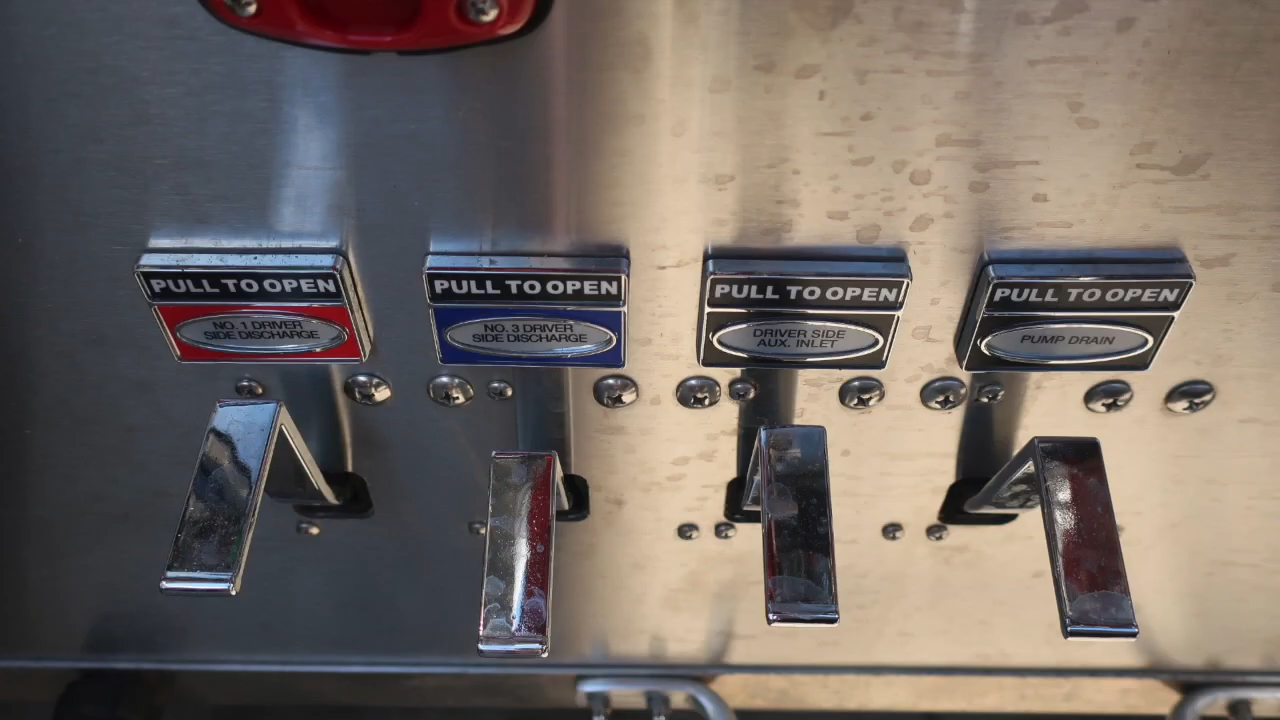 PULL TO OPEN
NO. 1 DRIVER
SIDE DISCHARGE
PULL TO OPEN
NO. 3 DRIVER
SIDE DISCHARGE
PULL TO OPEN
DRIVER SIDE
AUX. INLET
PULL TO OPEN
PUMP DRAIN